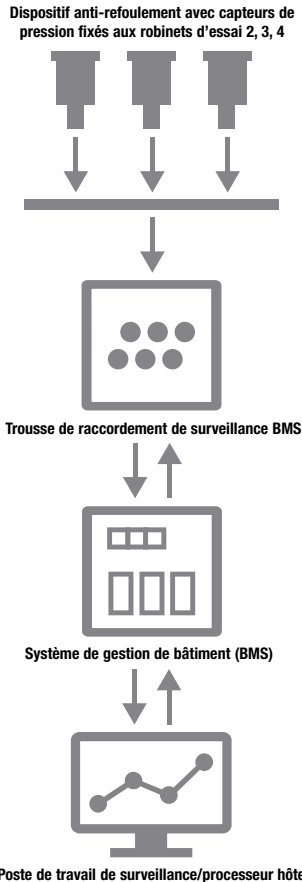 Dispositif anti-refoulement avec capteurs de
pression fixés aux robinets d'essai 2, 3, 4
Trousse de raccordement de surveillance BMS
Système de gestion de bâtiment (BMS)
Poste de travail de surveillance/processeur hôte